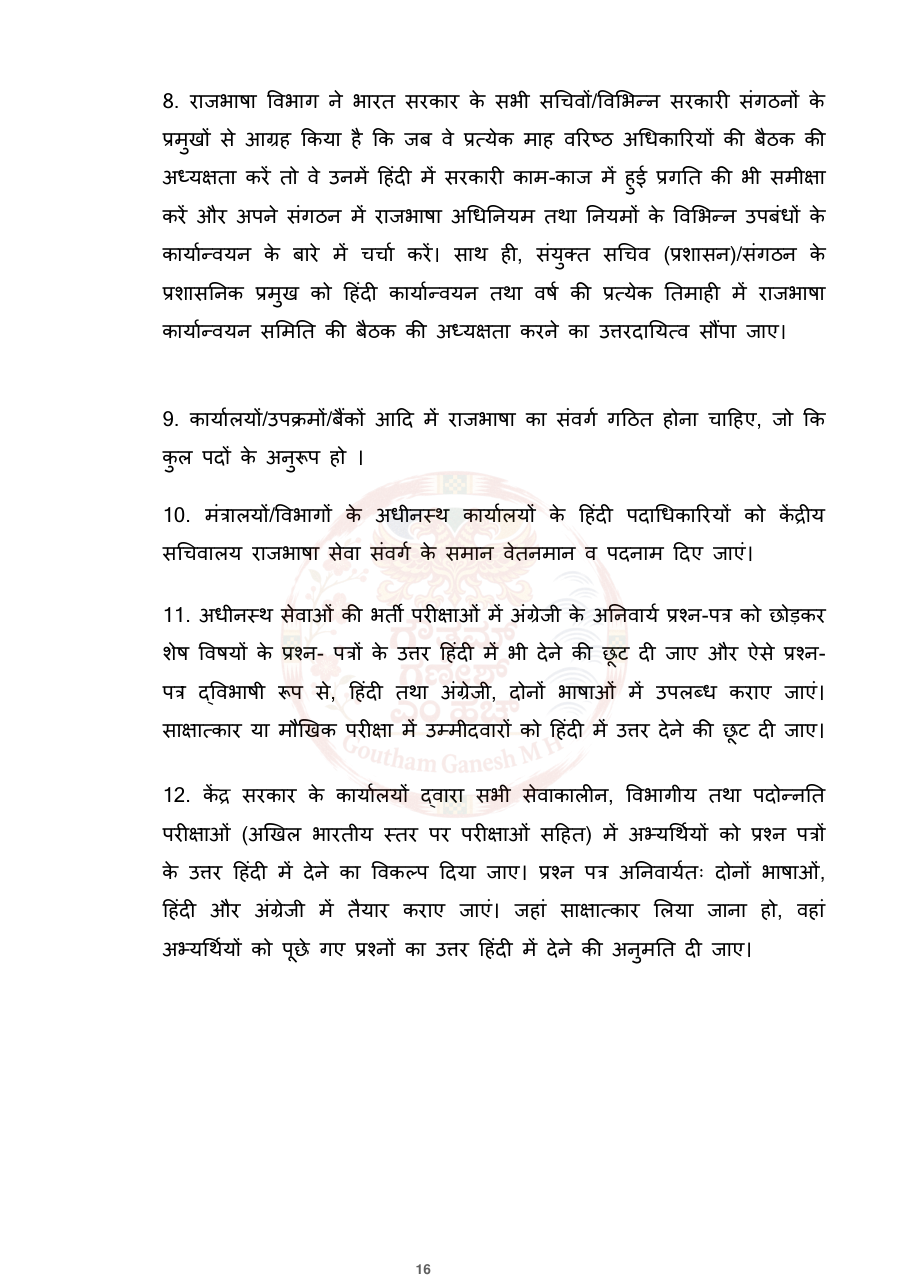 8. राजभाषा विभाग ने भारत सरकार के सभी सचिवों/विभिन्न सरकारी संगठनों के
प्रमुखों से आग्रह किया है कि जब वे प्रत्येक माह वरिष्ठ अधिकारियों की बैठक की
अध्यक्षता करें तो वे उनमें हिंदी में सरकारी काम-काज में हुई प्रगति की भी समीक्षा
करें और अपने संगठन में राजभाषा अधिनियम तथा नियमों के विभिन्न उपबंधों के
कार्यान्वयन के बारे में चर्चा करें। साथ ही, संयुक्त सचिव (प्रशासन)/संगठन के
प्रशासनिक प्रमुख को हिंदी कार्यान्वयन तथा वर्ष की प्रत्येक तिमाही में राजभाषा
कार्यान्वयन समिति की बैठक की अध्यक्षता करने का उत्तरदायित्व सौंपा जाए।
9. कार्यालयों/उपक्रमों/बैंकों आदि में राजभाषा का संवर्ग गठित होना चाहिए, जो कि
कुल पदों के अनुरूप हो ।
10. मंत्रालयों/विभागों के अधीनस्थ कार्यालयों के हिंदी पदाधिकारियों को केंद्रीय
सचिवालय राजभाषा सेवा संवर्ग के समान वेतनमान व पदनाम दिए जाएं।
11. अधीनस्थ सेवाओं की भर्ती परीक्षाओं में अंग्रेजी के अनिवार्य प्रश्न-पत्र को छोड़कर
शेष विषयों के प्रश्न- पत्रों के उत्तर हिंदी में भी देने की छूट दी जाए और ऐसे प्रश्न-
पत्र द्‌विभाषी रूप से, हिंदी तथा अंग्रेजी, दोनों भाषाओं में उपलब्ध कराए जाएं।
साक्षात्कार या मौखिक परीक्षा में उम्मीदवारों को हिंदी में उत्तर देने की छूट दी जाए।
ಗೌತಮ್
ಗಣೇಶ್
ಎಂ ಹೆಚ್
Goutham Ganesh M H
12. केंद्र सरकार के कार्यालयों द्‌वारा सभी सेवाकालीन, विभागीय तथा पदोन्नति
परीक्षाओं (अखिल भारतीय स्तर पर परीक्षाओं सहित) में अभ्यर्थियों को प्रश्न पत्रों
के उत्तर हिंदी में देने का विकल्प दिया जाए। प्रश्न पत्र अनिवार्यतः दोनों भाषाओं,
हिंदी और अंग्रेजी में तैयार कराए जाएं। जहां साक्षात्कार लिया जाना हो, वहां
अभ्यर्थियों को पूछे गए प्रश्नों का उत्तर हिंदी में देने की अनुमति दी जाए।
16